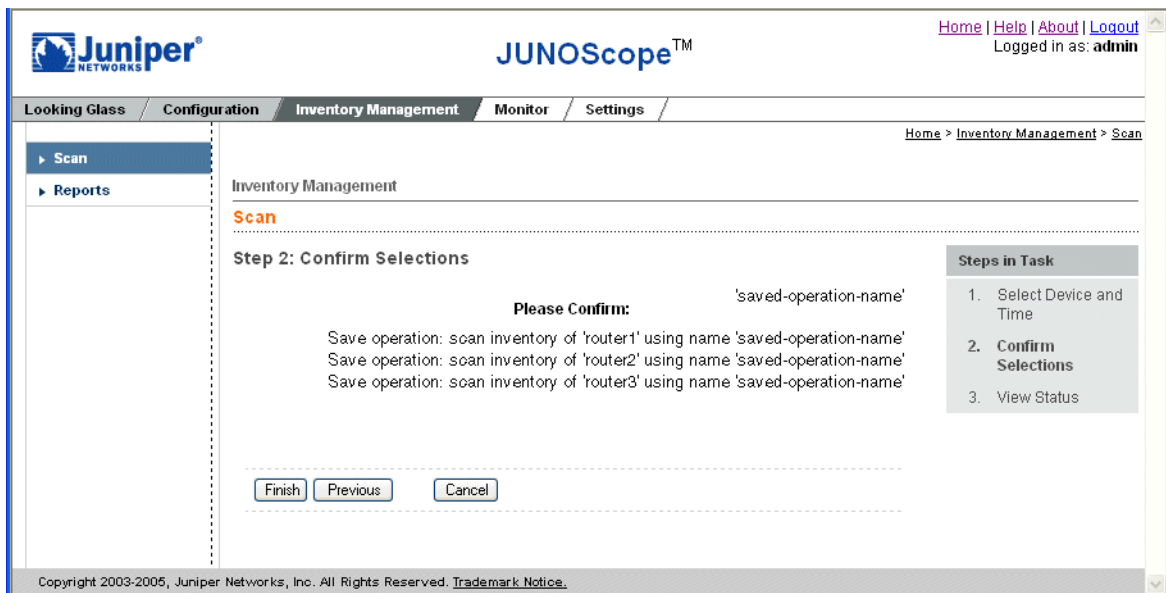 Home | Help | About | Logout
Juniper®
NETWORKS
JUNOScope™
Logged in as: admin
Looking Glass / Configuration / Inventory Management / Monitor / Settings /
Home > Inventory Management > Scan
Scan
Reports
Inventory Management
Scan
Step 2: Confirm Selections
'saved-operation-name'
Please Confirm:
Save operation: scan inventory of 'router1' using name 'saved-operation-name'
Save operation: scan inventory of 'router2' using name 'saved-operation-name'
Save operation: scan inventory of 'router3' using name 'saved-operation-name'
Steps in Task
1. Select Device and
Time
2. Confirm
Selections
3. View Status
Finish Previous Cancel
Copyright 2003-2005, Juniper Networks, Inc. All Rights Reserved. Trademark Notice.